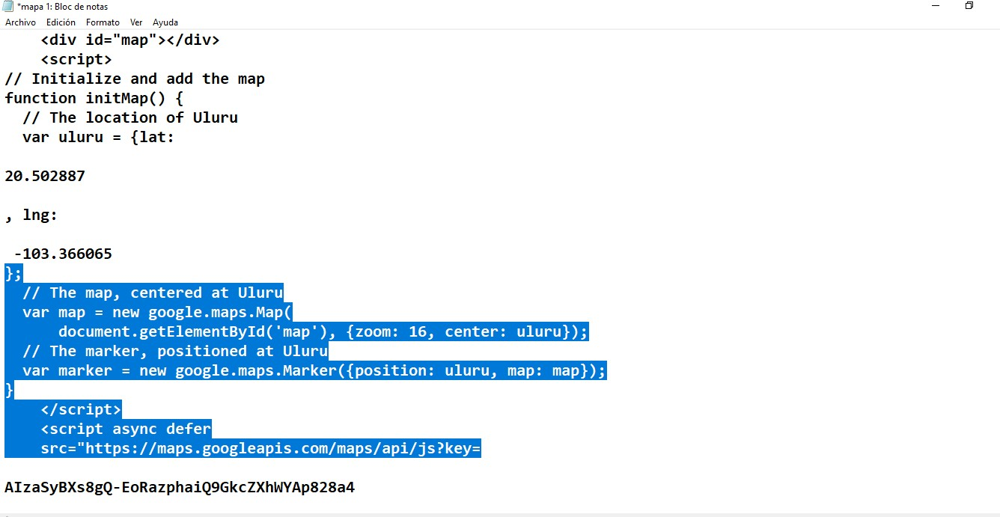 *mapa 1: Bloc de notas
Archivo Edición Formato Ver Ayuda
<div id="map"></div>
<script>
// Initialize and add the map
function initMap() {
// The location of Uluru
var uluru = {lat:
20.502887
, lng:
-103.366065
};
// The map, centered at Uluru
var map = new google.maps.Map(
document.getElementById('map'), {zoom: 16, center: uluru});
// The marker, positioned at Uluru
var marker = new google.maps.Marker({position: uluru, map: map});
}
</script>
<script async defer
src="https://maps.googleapis.com/maps/api/js?key=
AIzaSyBXs8gQ-EoRazphaiQ9GkcZXhWYAp828a4